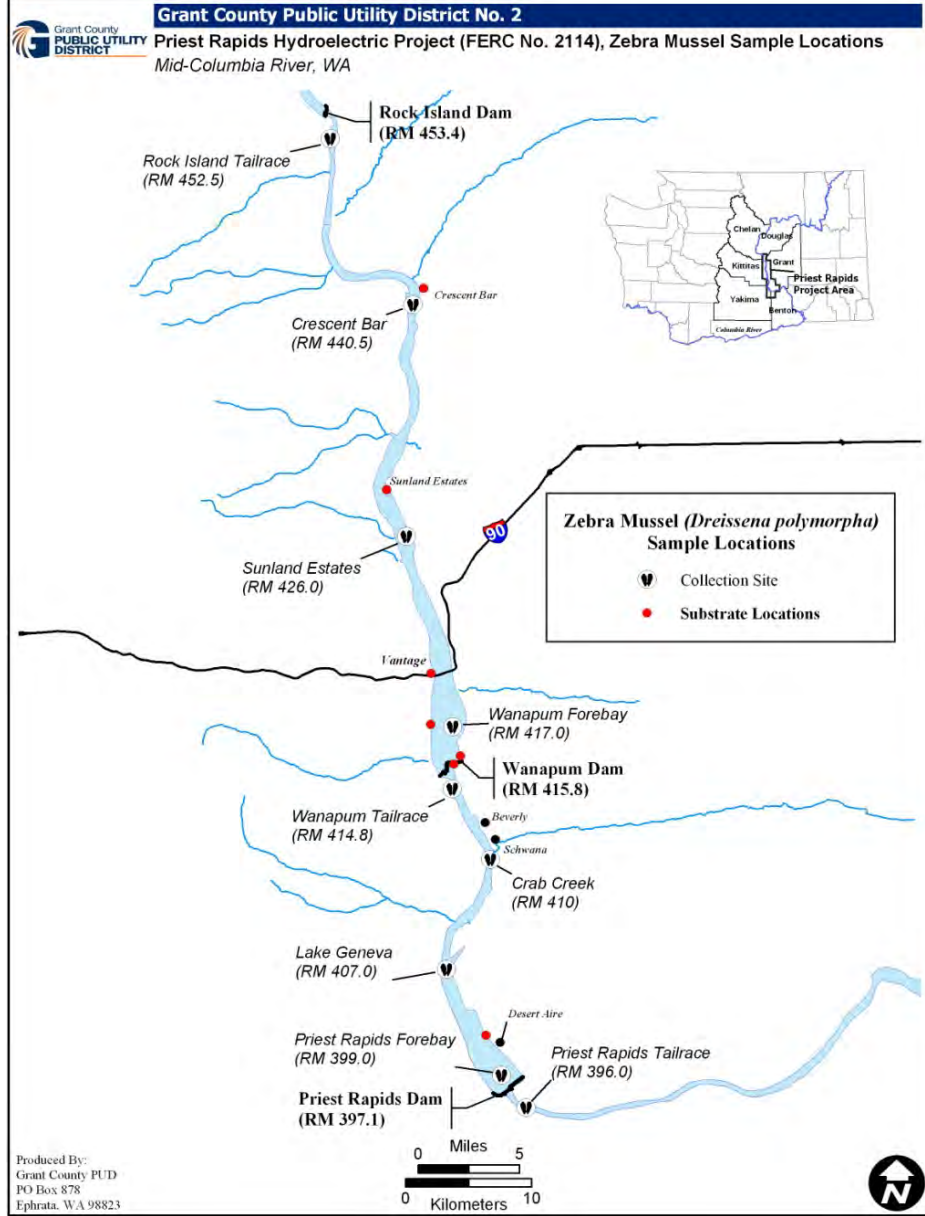 Grant County Public Utility District No. 2
Grant County
PUBLIC UTILITY
DISTRICT
Priest Rapids Hydroelectric Project (FERC No. 2114), Zebra Mussel Sample Locations
Mid-Columbia River, WA
Rock Island Dam
(RM 453.4)
Rock Island Tailrace
(RM 452.5)
Chelan
Douglas
Kittitas
Grant
Priest Rapids
Project Area
Yakima
Benton
Columbia River
Crescent Bar
Crescent Bar
(RM 440.5)
Sunland Estates
90
Sunland Estates
(RM 426.0)
Zebra Mussel (Dreissena polymorpha)
Sample Locations
Collection Site
Substrate Locations
Vantage
Wanapum Forebay
(RM 417.0)
Wanapum Dam
(RM 415.8)
Wanapum Tailrace
(RM 414.8)
Beverly
Schwana
Crab Creek
(RM 410)
Lake Geneva
(RM 407.0)
Desert Aire
Priest Rapids Forebay
(RM 399.0)
Priest Rapids Tailrace
(RM 396.0)
Priest Rapids Dam
(RM 397.1)
Miles
0 5
0 10
Kilometers
Produced By:
Grant County PUD
PO Box 878
Ephrata, WA 98823
N